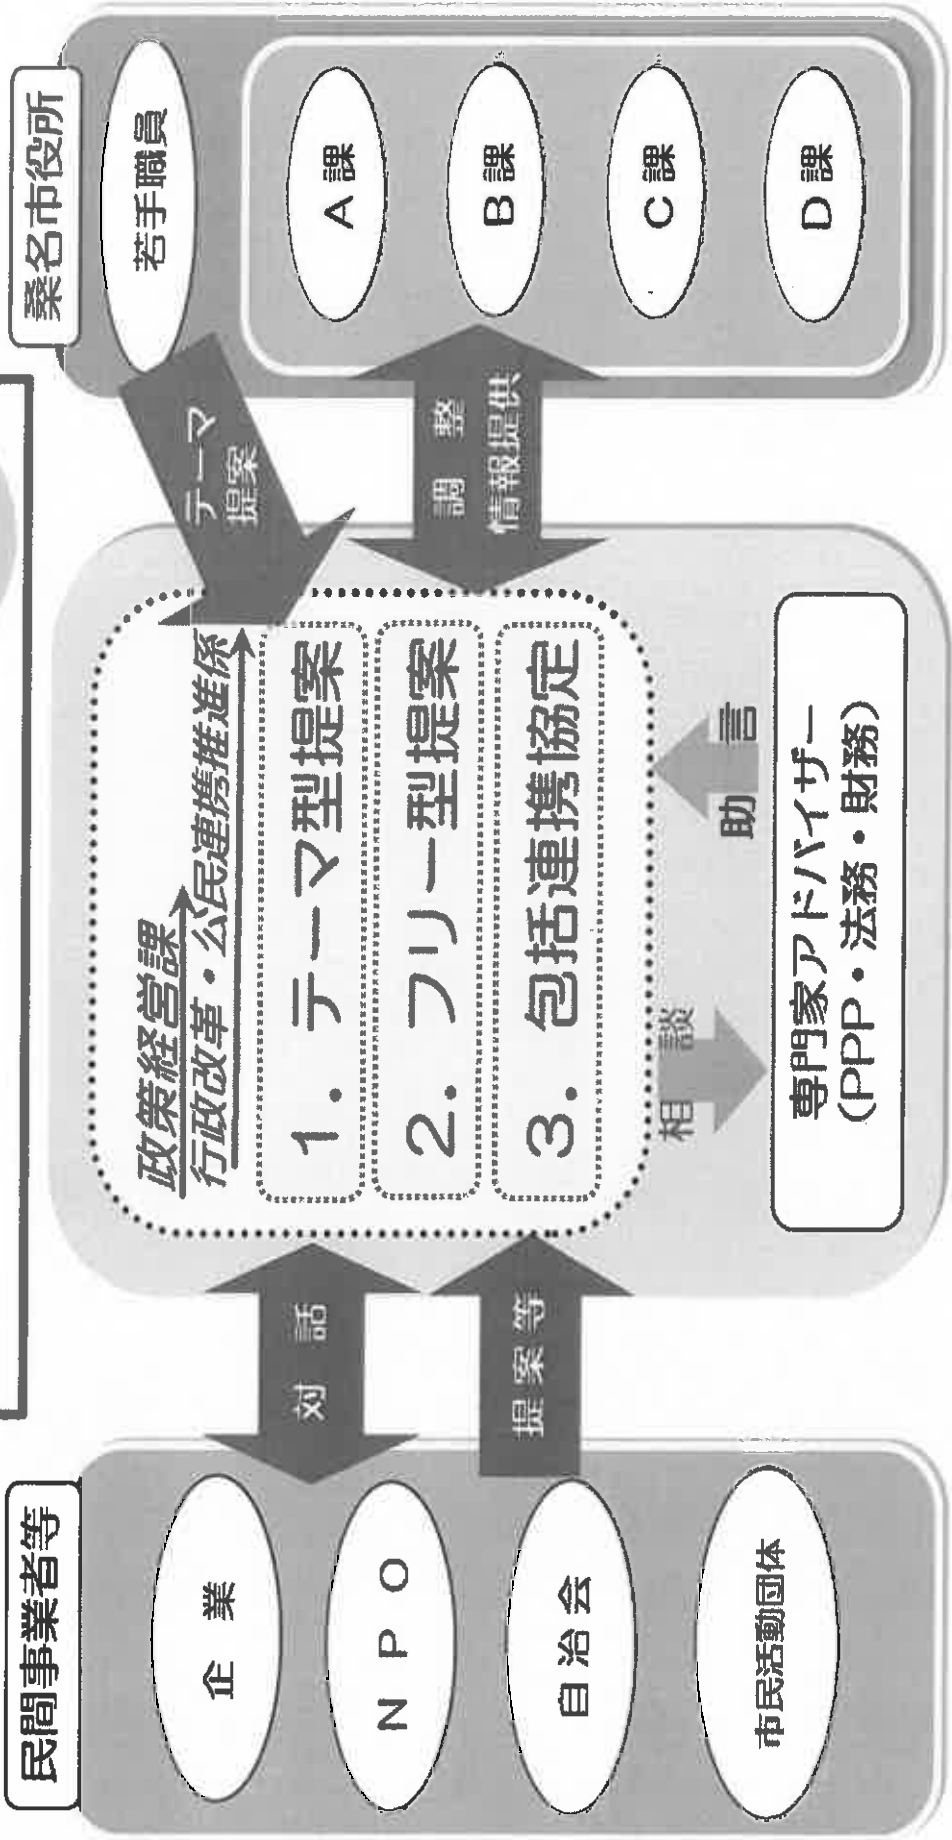 民間事業者等
企業
NPO
自治会
市民活動団体
対話
提案等
政策経営課
行政改革・公民連携推進係
1. テーマ型提案
2. フリー型提案
3. 包括連携協定
相談
助言
専門家アドバイザー
(PPP・法務・財務)
テーマ
提案
調整
情報提供
桑名市役所
若手職員
A課
B課
C課
D課